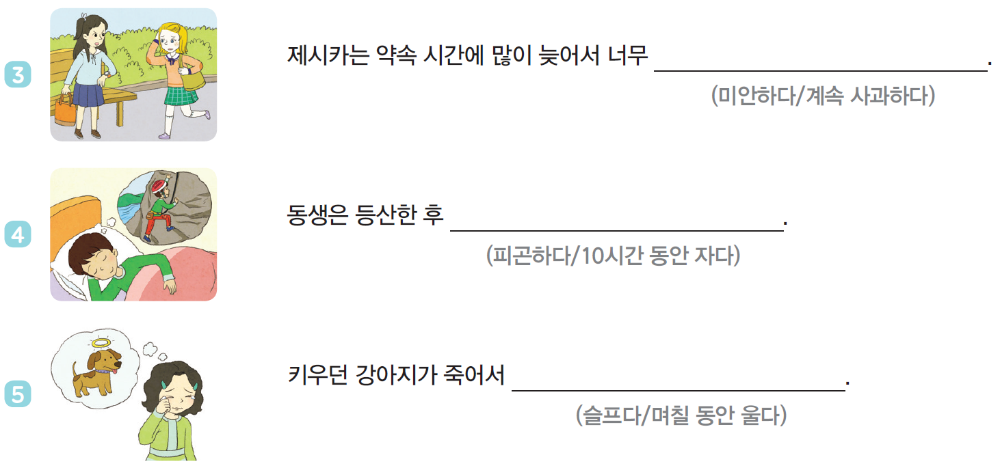 3
제시카는 약속 시간에 많이 늦어서 너무 ____________________.
(미안하다/계속 사과하다)
4
동생은 등산한 후 ____________________.
(피곤하다/10시간 동안 자다)
5
키우던 강아지가 죽어서 ____________________.
(슬프다/며칠 동안 울다)